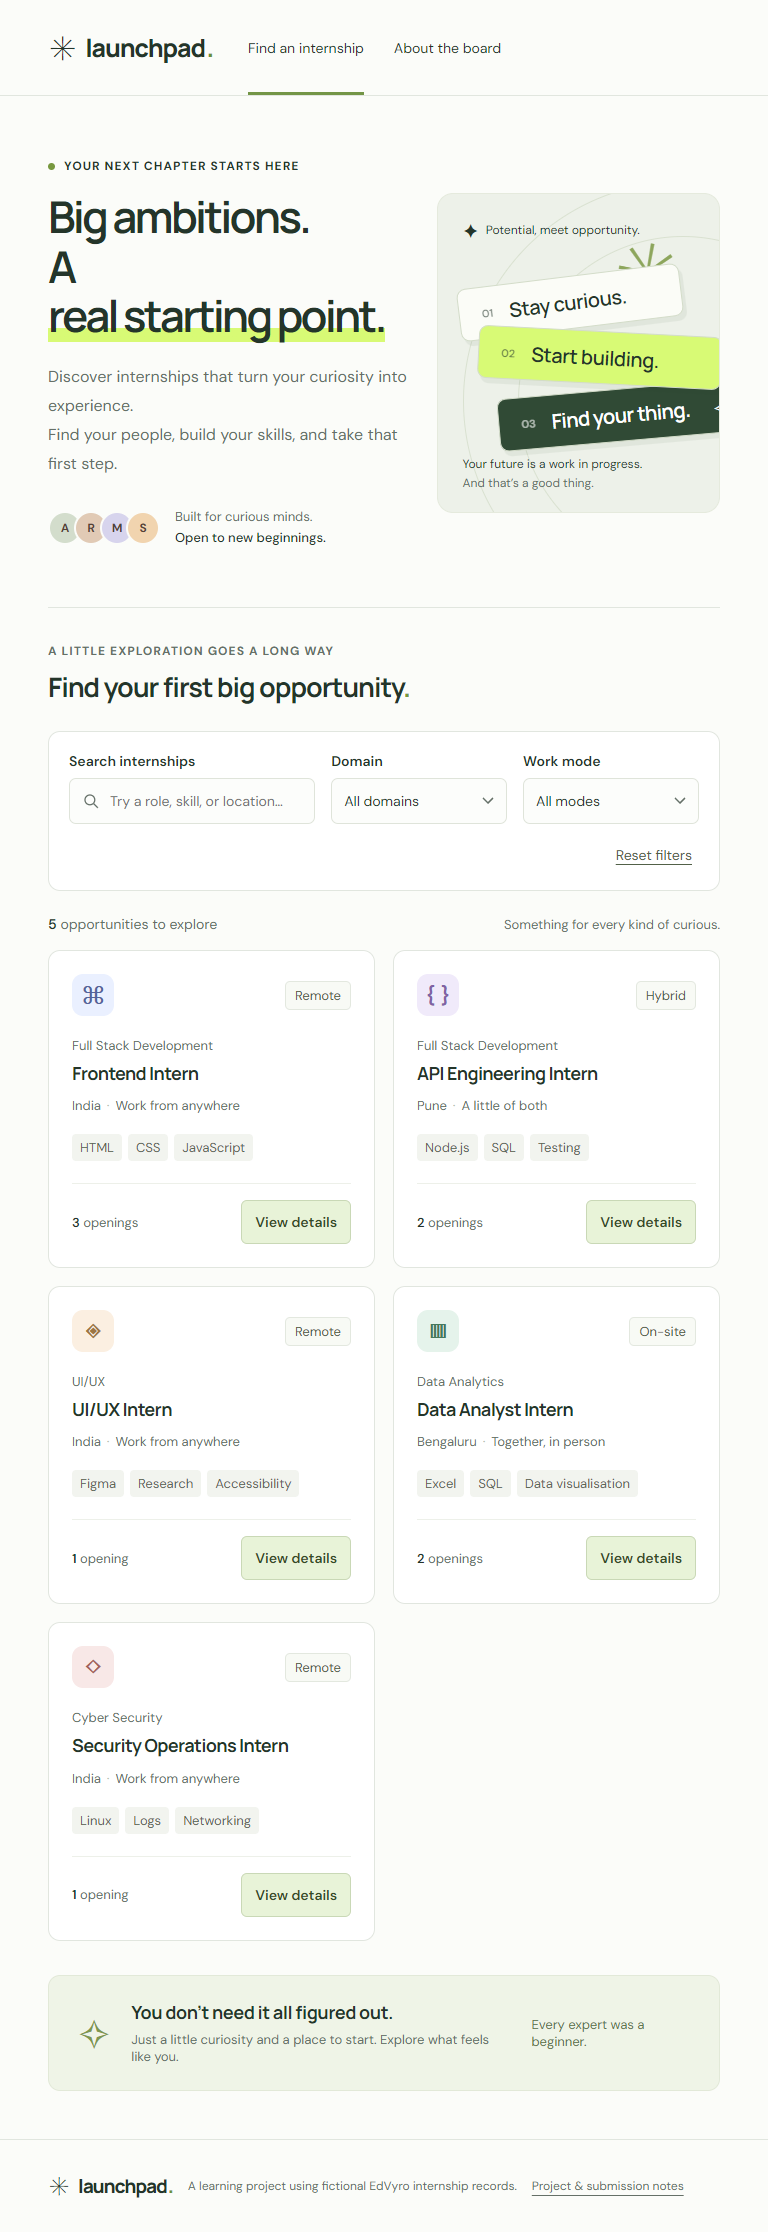 launchpad.
Find an internship
About the board
YOUR NEXT CHAPTER STARTS HERE
Big ambitions.
A
real starting point.
Discover internships that turn your curiosity into
experience.
Find your people, build your skills, and take that
first step.
A R M S
Built for curious minds.
Open to new beginnings.
Potential, meet opportunity.
01 Stay curious.
02 Start building.
03 Find your thing.
Your future is a work in progress.
And that’s a good thing.
A LITTLE EXPLORATION GOES A LONG WAY
Find your first big opportunity.
Search internships
Try a role, skill, or location…
Domain
All domains
Work mode
All modes
Reset filters
5 opportunities to explore
Something for every kind of curious.
⌘
Remote
Full Stack Development
Frontend Intern
India · Work from anywhere
HTML CSS JavaScript
3 openings
View details
{ }
Hybrid
Full Stack Development
API Engineering Intern
Pune · A little of both
Node.js SQL Testing
2 openings
View details
Remote
UI/UX
UI/UX Intern
India · Work from anywhere
Figma Research Accessibility
1 opening
View details
On-site
Data Analytics
Data Analyst Intern
Bengaluru · Together, in person
Excel SQL Data visualisation
2 openings
View details
Remote
Cyber Security
Security Operations Intern
India · Work from anywhere
Linux Logs Networking
1 opening
View details
You don’t need it all figured out.
Just a little curiosity and a place to start. Explore what feels
like you.
Every expert was a
beginner.
launchpad.
A learning project using fictional EdVyro internship records.
Project & submission notes